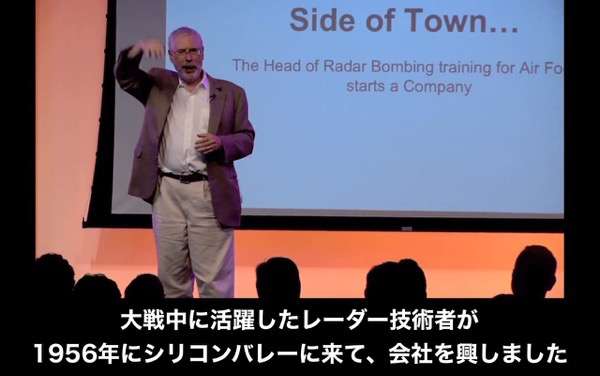 Side of Town...
The Head of Radar Bombing training for Air Fo
starts a Company
大戦中に活躍したレーダー技術者が
1956年にシリコンバレーに来て、会社を興しました